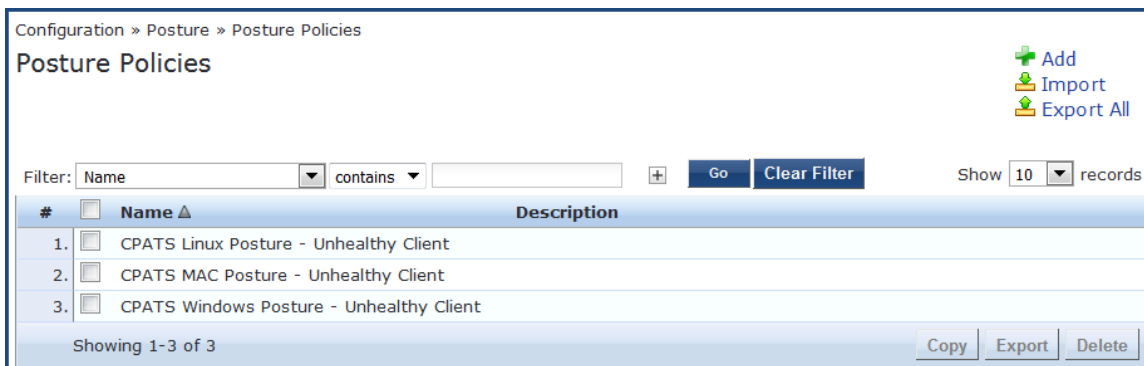 Configuration » Posture » Posture Policies
Posture Policies
Add
Import
Export All
Filter: Name contains Go Clear Filter Show 10 records
# Name Description
1. CPATS Linux Posture - Unhealthy Client
2. CPATS MAC Posture - Unhealthy Client
3. CPATS Windows Posture - Unhealthy Client
Showing 1-3 of 3 Copy Export Delete